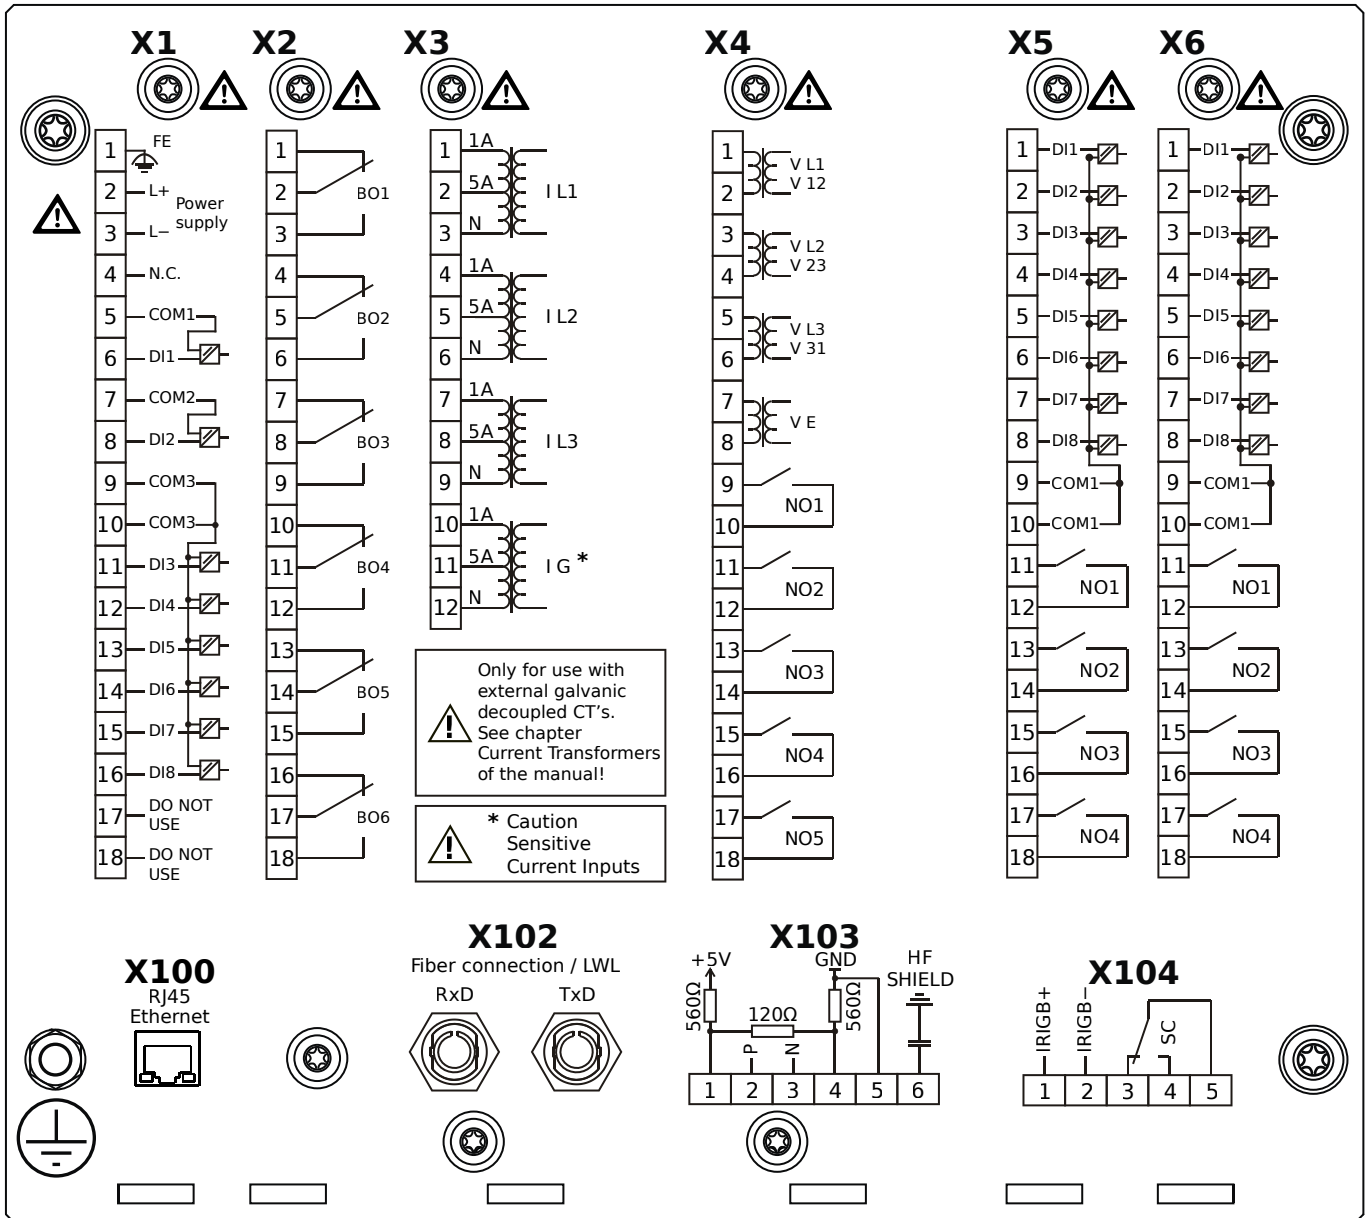 X1 X2 X3 X4 X5 X6
1 FE
2 L+
Power
supply
3 L−
4 N.C.
5 COM1
6 DI1
7 COM2
8 DI2
9 COM3
10 COM3
11 DI3
12 DI4
13 DI5
14 DI6
15 DI7
16 DI8
17 DO NOT
USE
18 DO NOT
USE
1
2 BO1
3
4
5 BO2
6
7
8 BO3
9
10
11 BO4
12
13
14 BO5
15
16
17 BO6
18
1 1A
2 5A I L1
3 N
4 1A
5 5A I L2
6 N
7 1A
8 5A I L3
9 N
10 1A
11 5A I G *
12 N
Only for use with
external galvanic
decoupled CT's.
See chapter
Current Transformers
of the manual!
* Caution
Sensitive
Current Inputs
1 V L1
2 V 12
3 V L2
4 V 23
5 V L3
6 V 31
7
V E
8
9
NO1
10
11
NO2
12
13
NO3
14
15
NO4
16
17
NO5
18
1 DI1
2 DI2
3 DI3
4 DI4
5 DI5
6 DI6
7 DI7
8 DI8
9 COM1
10 COM1
11
NO1
12
13
NO2
14
15
NO3
16
17
NO4
18
1 DI1
2 DI2
3 DI3
4 DI4
5 DI5
6 DI6
7 DI7
8 DI8
9 COM1
10 COM1
11
NO1
12
13
NO2
14
15
NO3
16
17
NO4
18
X100
RJ45
Ethernet
X102
Fiber connection / LWL
RxD TxD
X103
+5V GND HF
SHIELD
560Ω 120Ω 560Ω
P N
1 2 3 4 5 6
X104
IRIGB+ IRIGB− SC
1 2 3 4 5